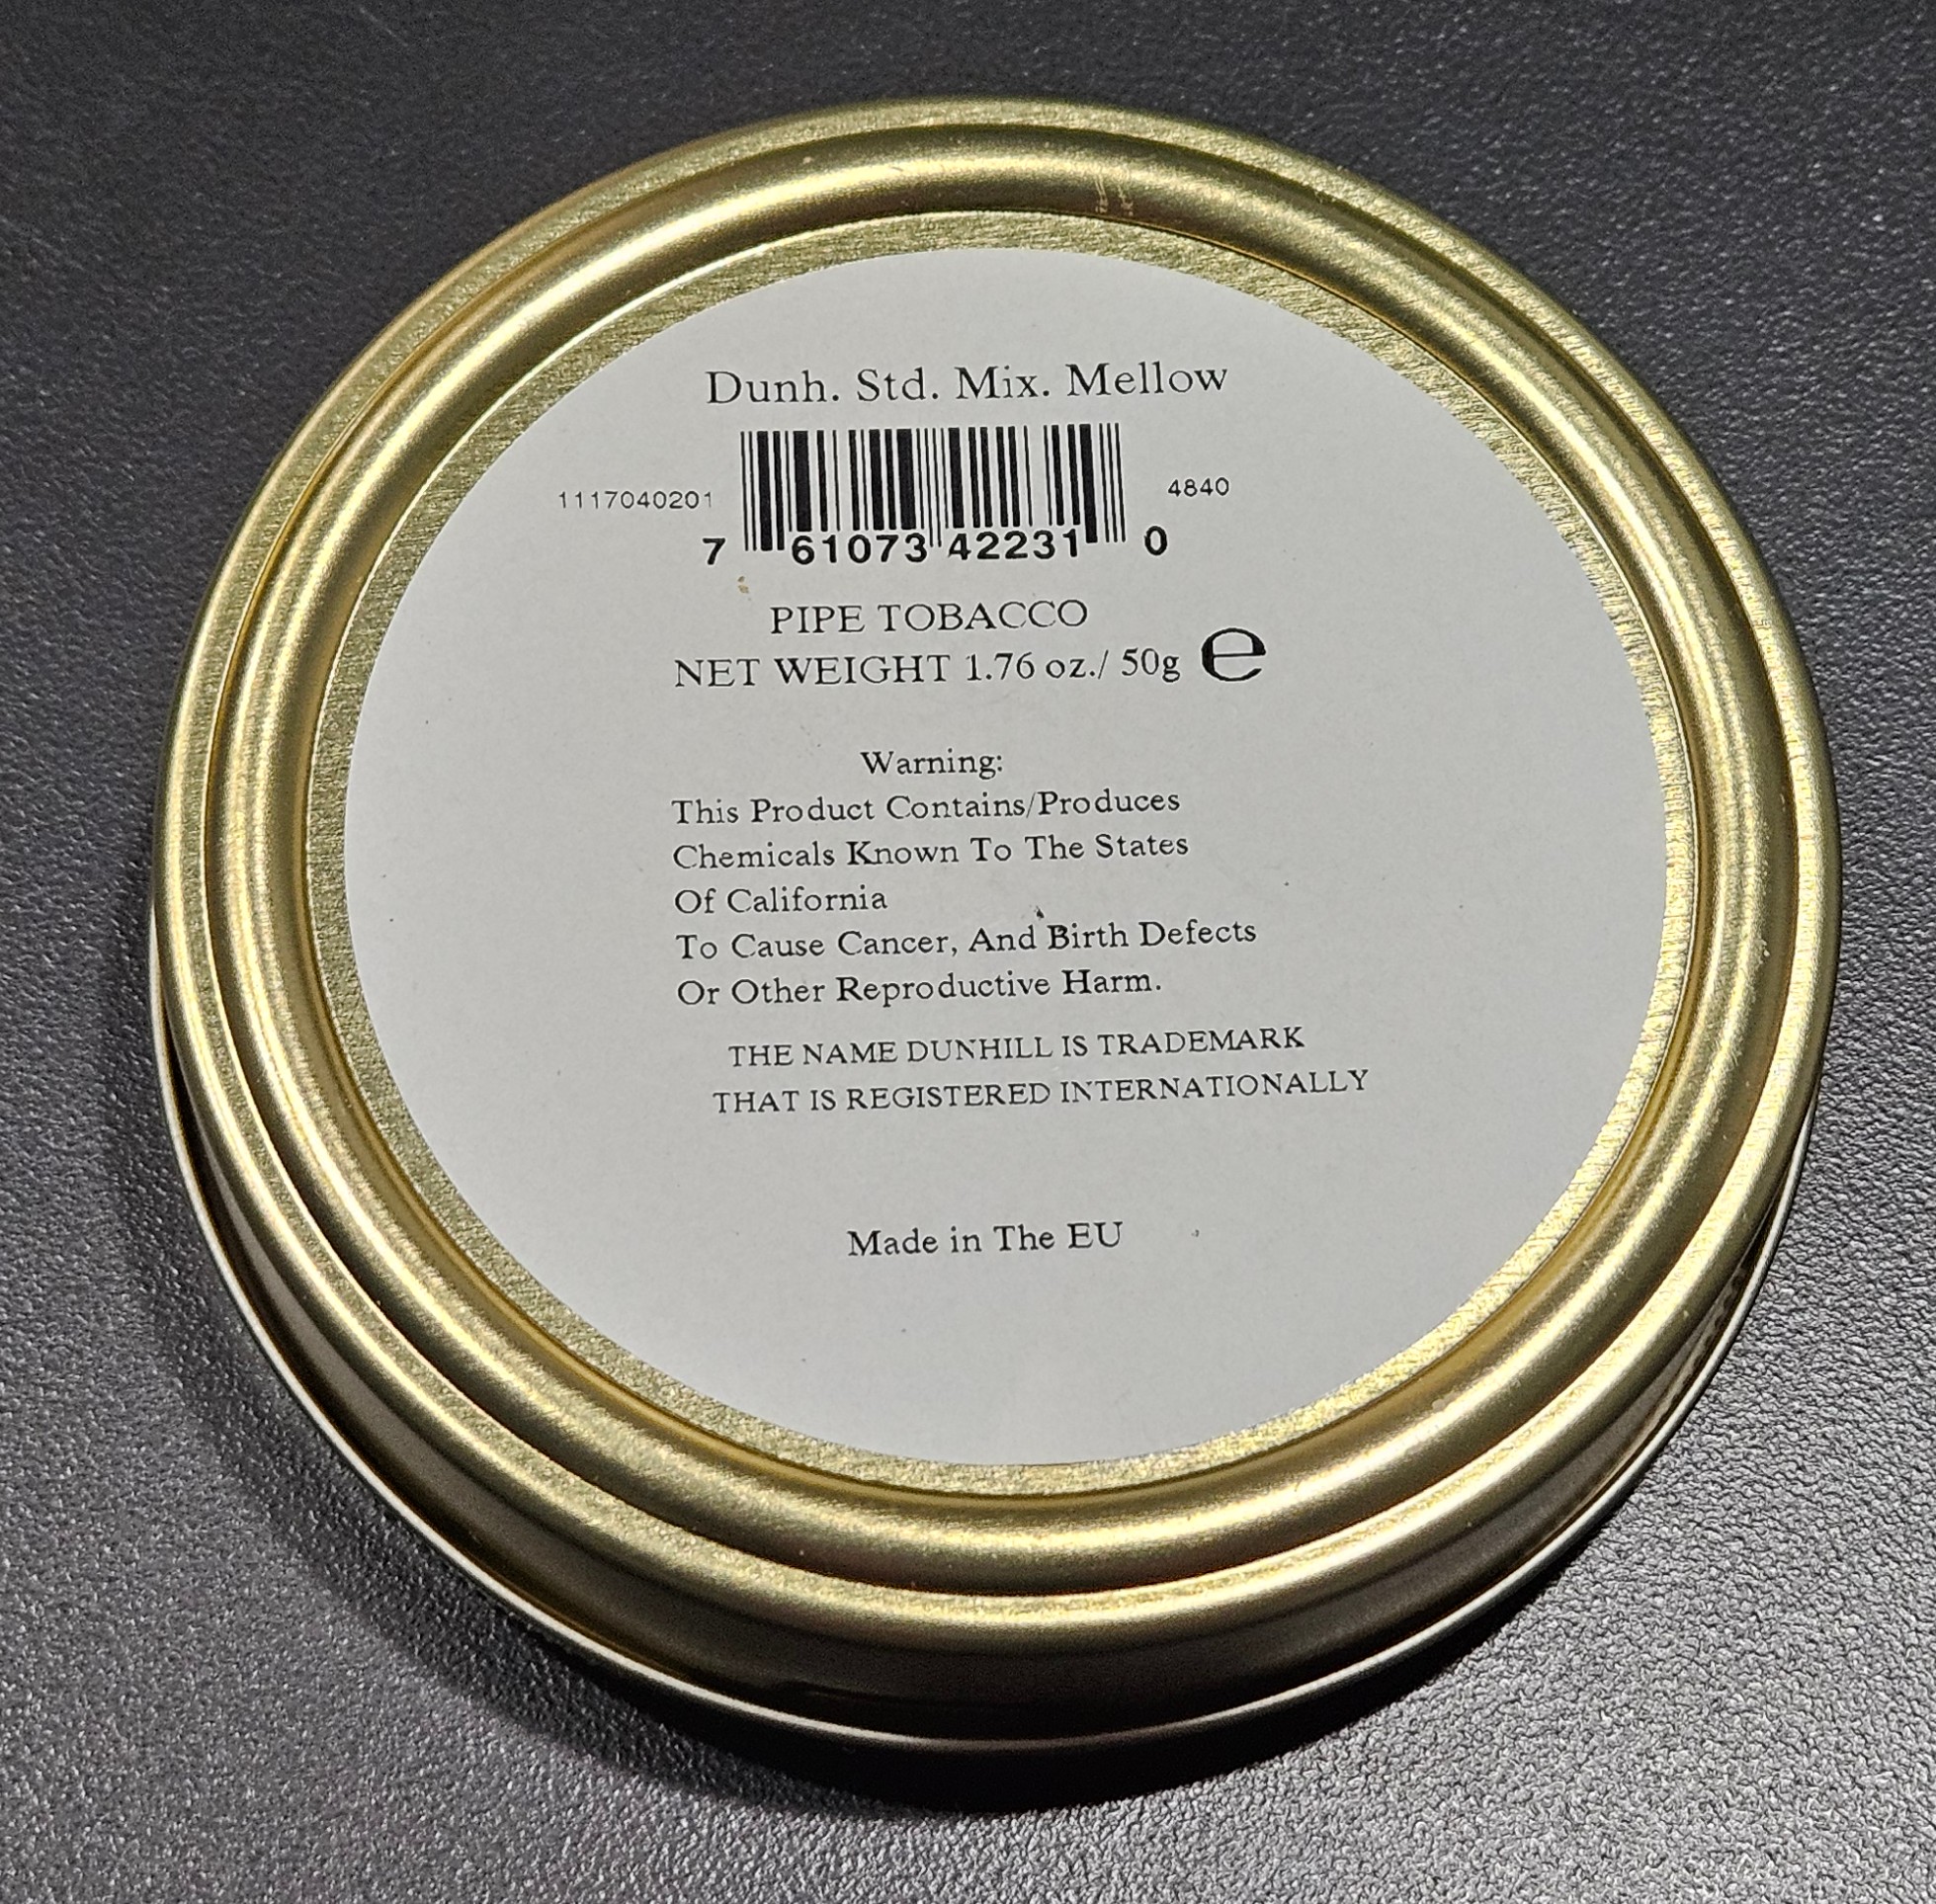 Dunh. Std. Mix. Mellow
1117040201
4840
7 61073 42231 0
PIPE TOBACCO
NET WEIGHT 1.76 oz./ 50g e
Warning:
This Product Contains/Produces
Chemicals Known To The States
Of California
To Cause Cancer, And Birth Defects
Or Other Reproductive Harm.
THE NAME DUNHILL IS TRADEMARK
THAT IS REGISTERED INTERNATIONALLY
Made in The EU